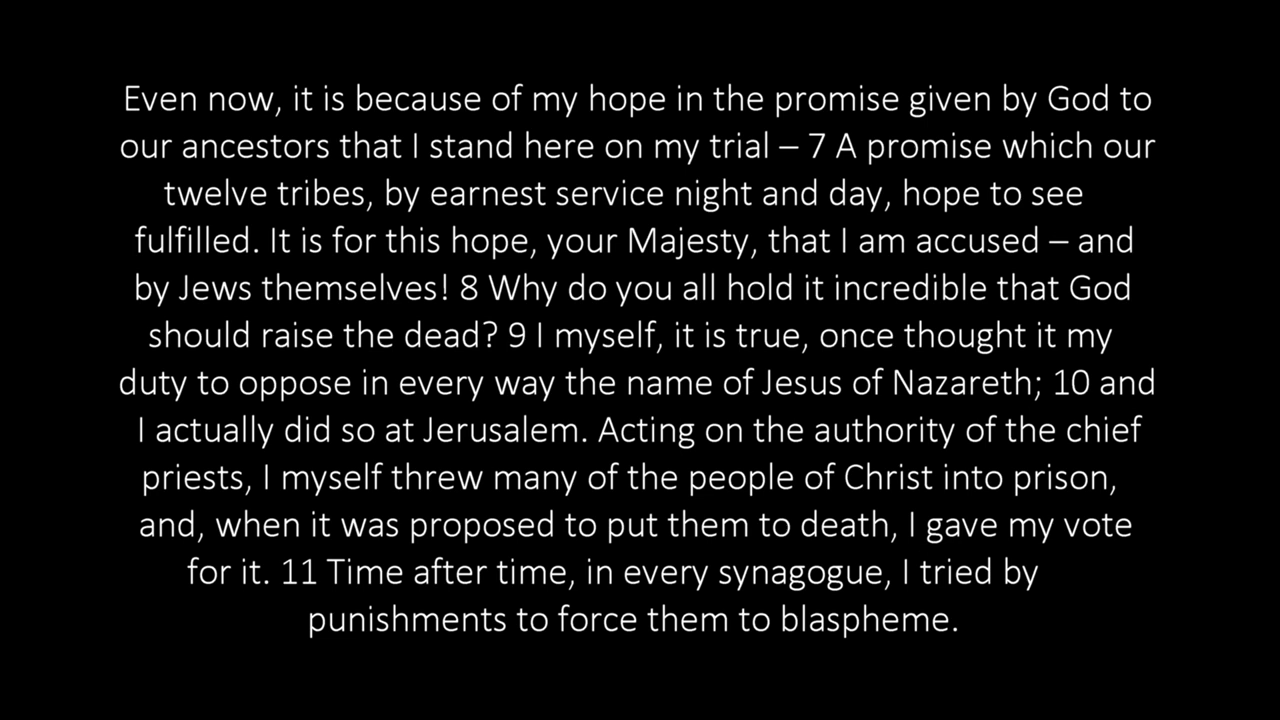 Even now, it is because of my hope in the promise given by God to
our ancestors that I stand here on my trial – 7 A promise which our
twelve tribes, by earnest service night and day, hope to see
fulfilled. It is for this hope, your Majesty, that I am accused – and
by Jews themselves! 8 Why do you all hold it incredible that God
should raise the dead? 9 I myself, it is true, once thought it my
duty to oppose in every way the name of Jesus of Nazareth; 10 and
I actually did so at Jerusalem. Acting on the authority of the chief
priests, I myself threw many of the people of Christ into prison,
and, when it was proposed to put them to death, I gave my vote
for it. 11 Time after time, in every synagogue, I tried by
punishments to force them to blaspheme.